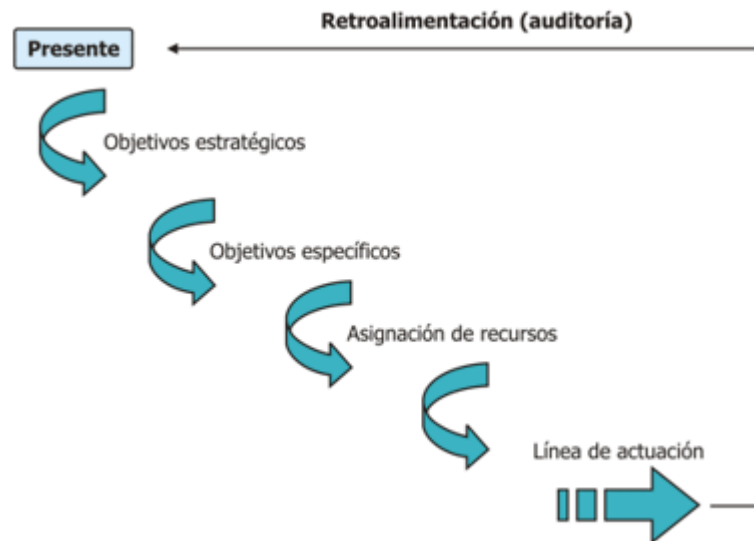 Retroalimentación (auditoría)
Presente
Objetivos estratégicos
Objetivos específicos
Asignación de recursos
Línea de actuación